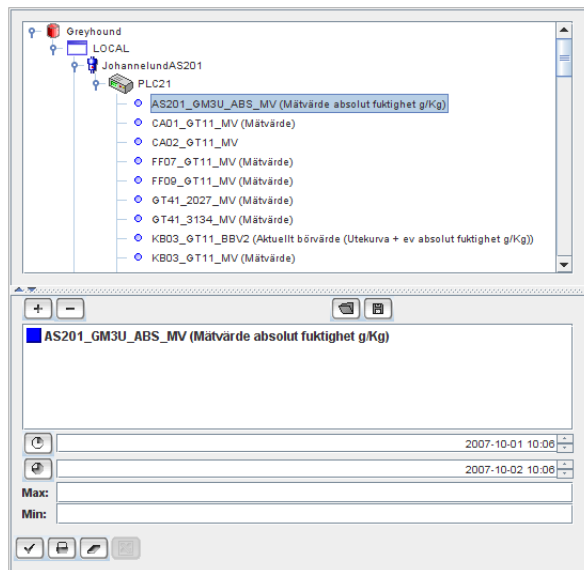 Greyhound
LOCAL
JohannelundAS201
PLC21
AS201_GM3U_ABS_MV (Mätvärde absolut fuktighet g/Kg)
CA01_GT11_MV (Mätvärde)
CA02_GT11_MV
FF07_GT11_MV (Mätvärde)
FF09_GT11_MV (Mätvärde)
GT41_2027_MV (Mätvärde)
GT41_3134_MV (Mätvärde)
KB03_GT11_BBV2 (Aktuellt börvärde (Utekurva + ev absolut fuktighet g/Kg))
KB03_GT11_MV (Mätvärde)
AS201_GM3U_ABS_MV (Mätvärde absolut fuktighet g/Kg)
2007-10-01 10:06
2007-10-02 10:06
Max:
Min: